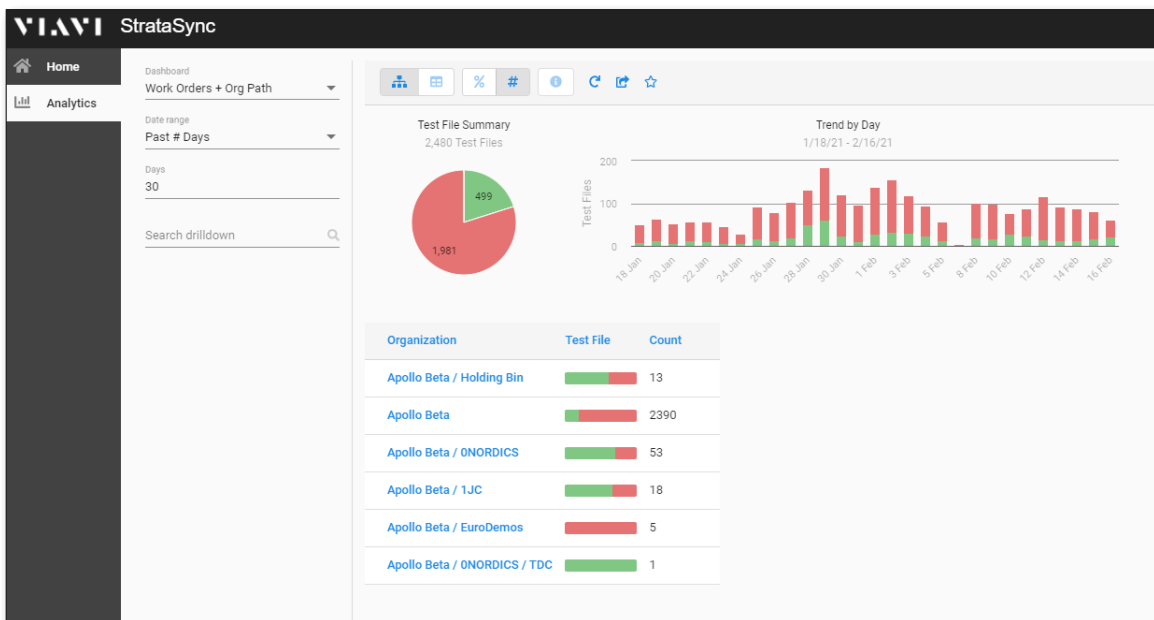 VIAVI StrataSync
Home
Analytics
Dashboard
Work Orders + Org Path
Date range
Past # Days
Days
30
Search drilldown
% #
Test File Summary
2,480 Test Files
499
1,981
Trend by Day
1/18/21 - 2/16/21
Test Files
200
100
0
18 Jan 20 Jan 22 Jan 24 Jan 26 Jan 28 Jan 30 Jan 1 Feb 3 Feb 5 Feb 8 Feb 10 Feb 12 Feb 14 Feb 16 Feb
Organization Test File Count
Apollo Beta / Holding Bin 13
Apollo Beta 2390
Apollo Beta / 0NORDICS 53
Apollo Beta / 1JC 18
Apollo Beta / EuroDemos 5
Apollo Beta / 0NORDICS / TDC 1